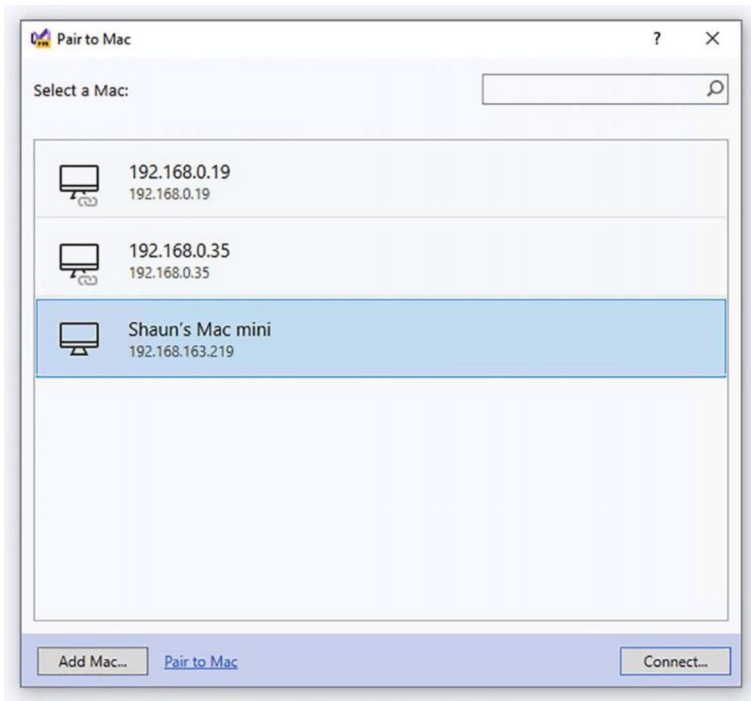 Pair to Mac
?
Select a Mac:
192.168.0.19
192.168.0.19
192.168.0.35
192.168.0.35
Shaun's Mac mini
192.168.163.219
Add Mac...
Pair to Mac
Connect...